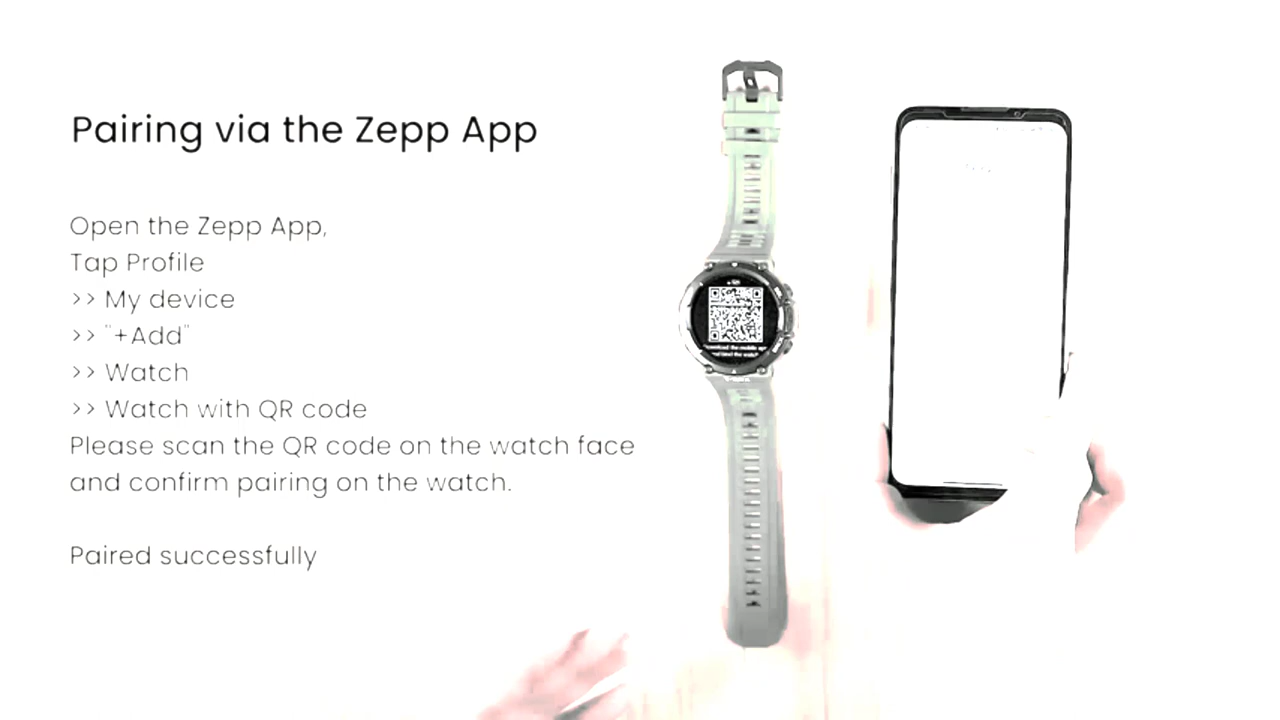 Pairing via the Zepp App
Open the Zepp App,
Tap Profile
>> My device
>> "+Add"
>> Watch
>> Watch with QR code
Please scan the QR code on the watch face
and confirm pairing on the watch.
Paired successfully